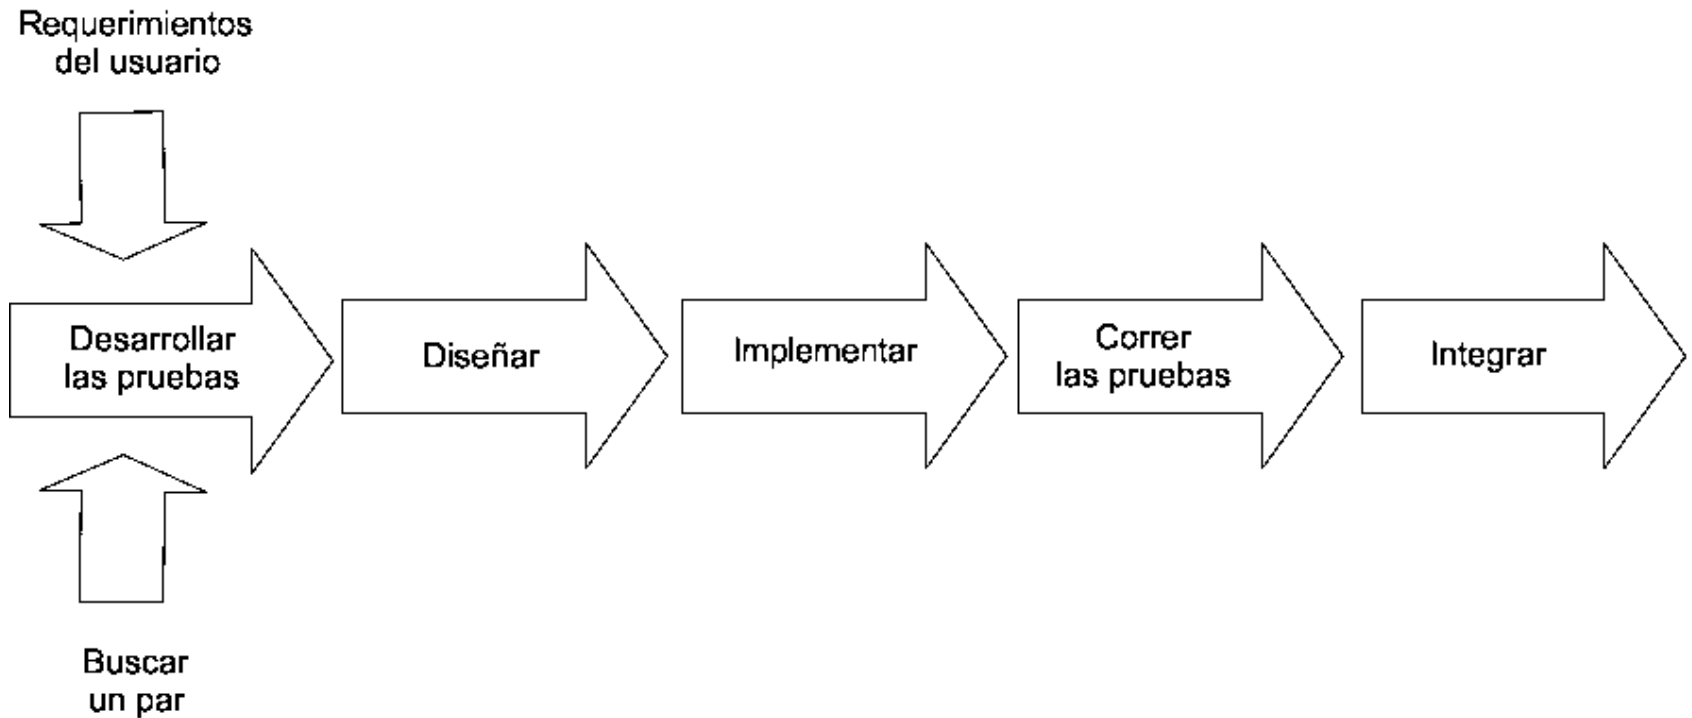 Requerimientos
del usuario
Desarrollar
las pruebas
Diseñar
Implementar
Correr
las pruebas
Integrar
Buscar
un par